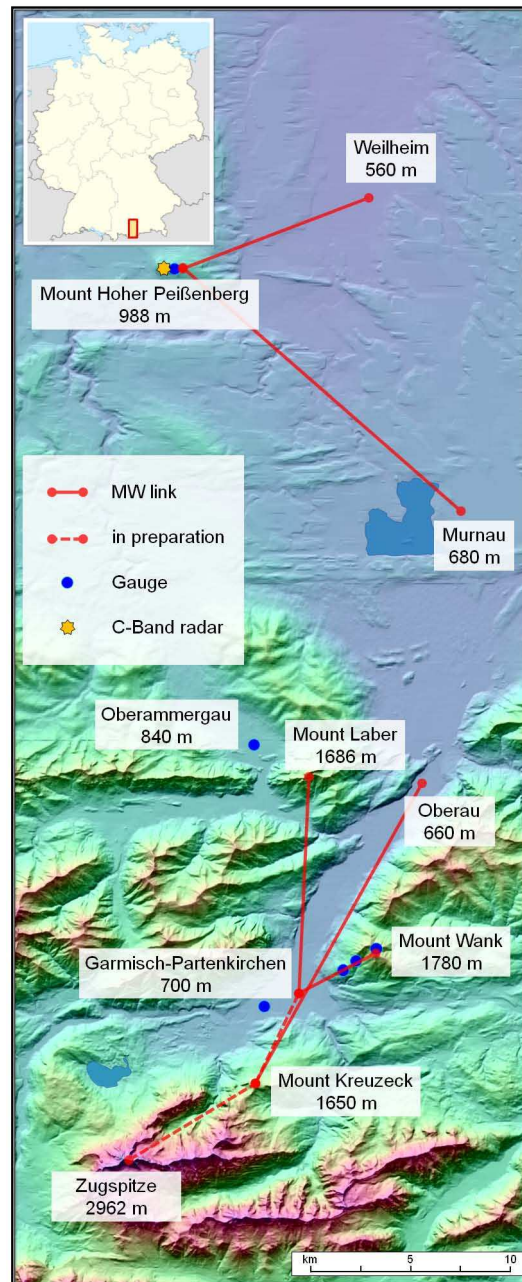 Weilheim
560 m
Mount Hoher Peißenberg
988 m
MW link
in preparation
Gauge
C-Band radar
Murnau
680 m
Oberammergau
840 m
Mount Laber
1686 m
Oberau
660 m
Garmisch-Partenkirchen
700 m
Mount Wank
1780 m
Mount Kreuzeck
1650 m
Zugspitze
2962 m
km 5 10